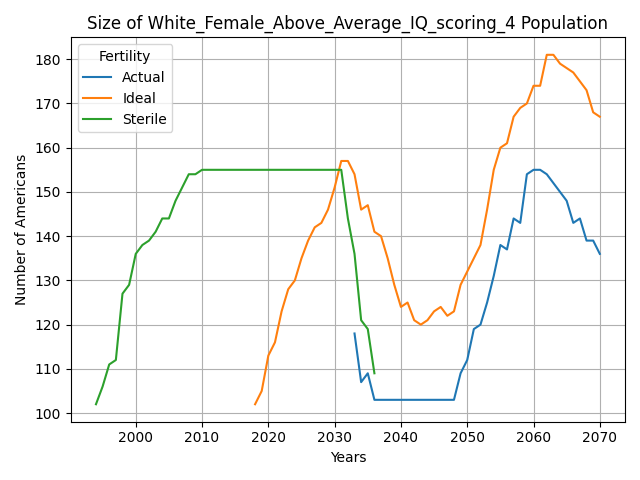 Size of White_Female_Above_Average_IQ_scoring_4 Population
Fertility
Actual
Ideal
Sterile
Number of Americans
180
170
160
150
140
130
120
110
100
2000 2010 2020 2030 2040 2050 2060 2070
Years